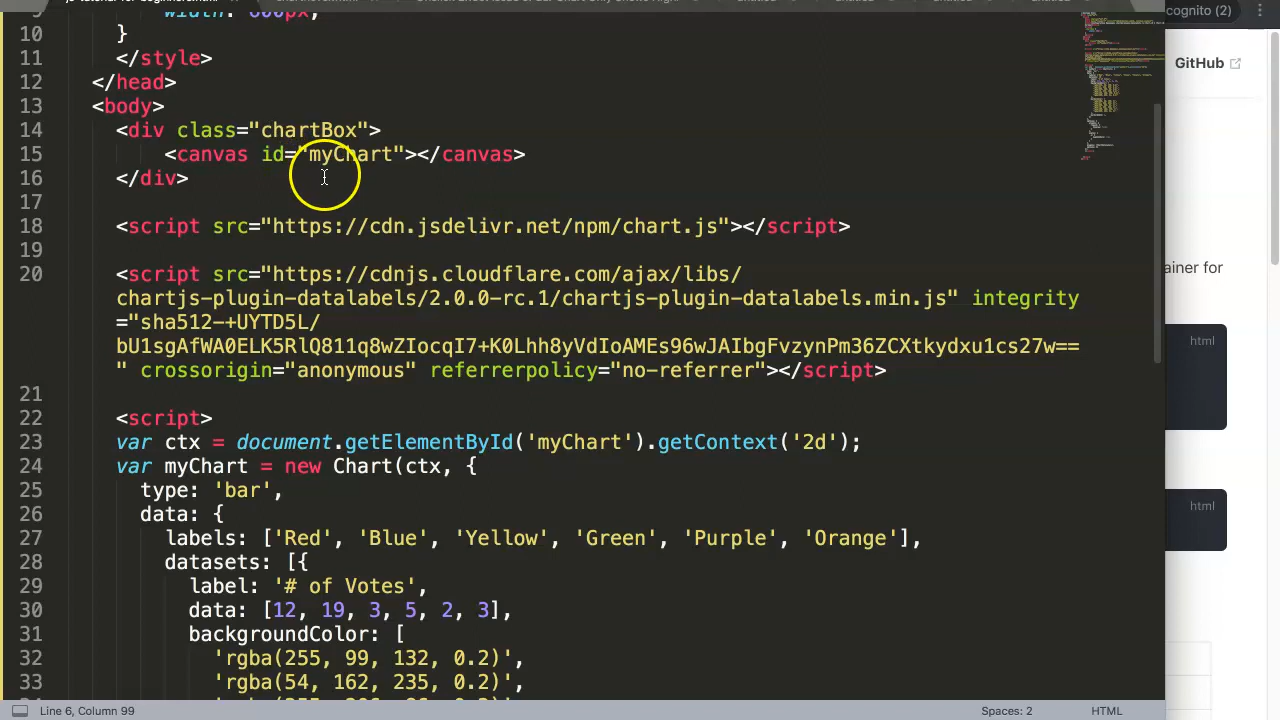 cognito (2)
9 width: 600px;
10 }
11 </style>
12 </head>
13 <body>
14 <div class="chartBox">
15 <canvas id="myChart"></canvas>
16 </div>
17
18 <script src="https://cdn.jsdelivr.net/npm/chart.js"></script>
19
20 <script src="https://cdnjs.cloudflare.com/ajax/libs/
chartjs-plugin-datalabels/2.0.0-rc.1/chartjs-plugin-datalabels.min.js" integrity
="sha512-+UYTD5L/
bU1sgAfWA0ELK5RlQ811q8wZIocqI7+K0Lhh8yVdIoAMEs96wJAIbgFvzynPm36ZCXtkydxu1cs27w==
" crossorigin="anonymous" referrerpolicy="no-referrer"></script>
21
22 <script>
23 var ctx = document.getElementById('myChart').getContext('2d');
24 var myChart = new Chart(ctx, {
25 type: 'bar',
26 data: {
27 labels: ['Red', 'Blue', 'Yellow', 'Green', 'Purple', 'Orange'],
28 datasets: [{
29 label: '# of Votes',
30 data: [12, 19, 3, 5, 2, 3],
31 backgroundColor: [
32 'rgba(255, 99, 132, 0.2)',
33 'rgba(54, 162, 235, 0.2)',
GitHub
ainer for
html
html
Line 6, Column 99
Spaces: 2
HTML